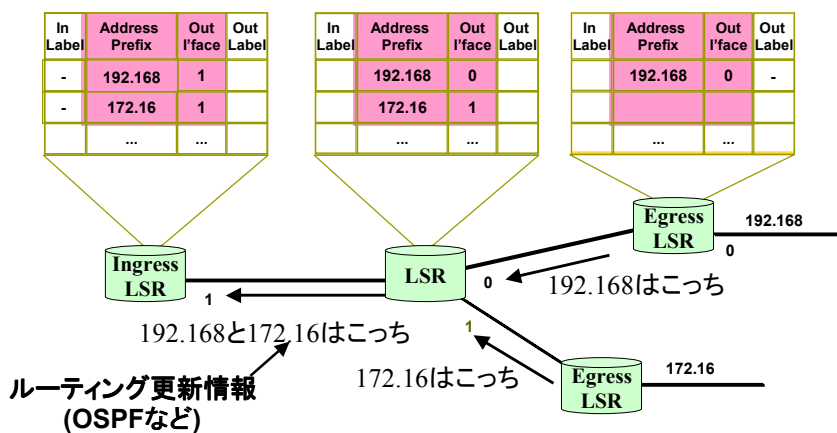 In Label Address Prefix Out I'face Out Label
- 192.168 1
- 172.16 1
... ...
In Label Address Prefix Out I'face Out Label
192.168 0
172.16 1
... ...
In Label Address Prefix Out I'face Out Label
192.168 0 -
... ...
Ingress
LSR
1
LSR
0
1
Egress
LSR
192.168
0
192.168はこっち
192.168と172.16はこっち
172.16はこっち
Egress
LSR
172.16
ルーティング更新情報
(OSPFなど)